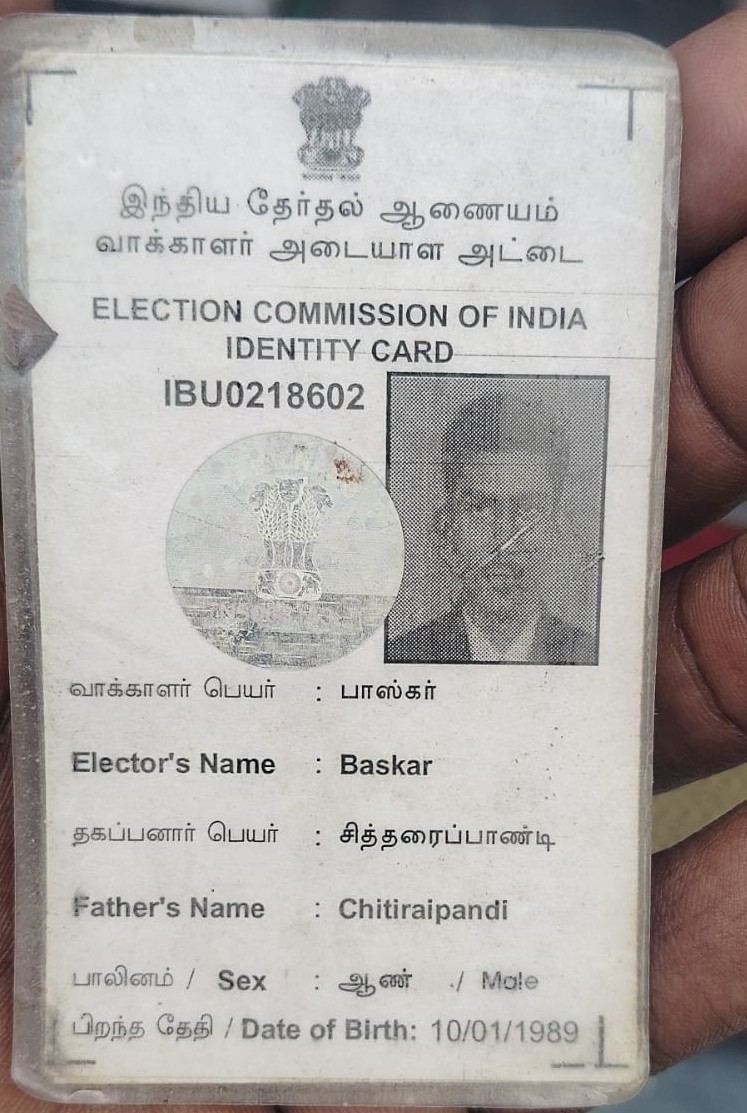 இந்திய தேர்தல் ஆணையம்
வாக்காளர் அடையாள அட்டை
ELECTION COMMISSION OF INDIA
IDENTITY CARD
IBU0218602
வாக்காளர் பெயர் : பாஸ்கர்
Elector's Name : Baskar
தகப்பனார் பெயர் : சித்தரைப்பாண்டி
Father's Name : Chitiraipandi
பாலினம் / Sex : ஆண் / Male
பிறந்த தேதி / Date of Birth: 10/01/1989